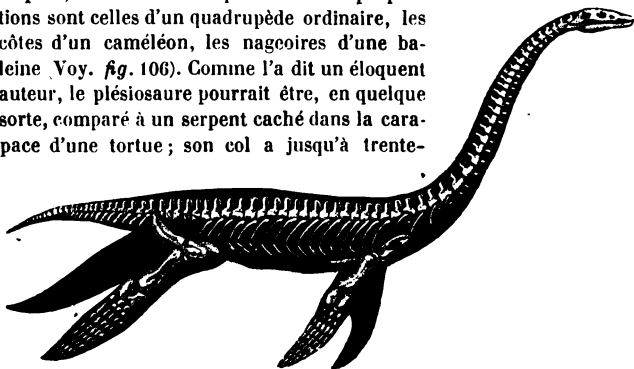 tions sont celles d'un quadrupède ordinaire, les
côtes d'un caméléon, les nageoires d'une ba-
leine Voy. fig. 106). Comme l'a dit un éloquent
auteur, le plésiosaure pourrait être, en quelque
sorte, comparé à un serpent caché dans la cara-
pace d'une tortue ; son col a jusqu'à trente-